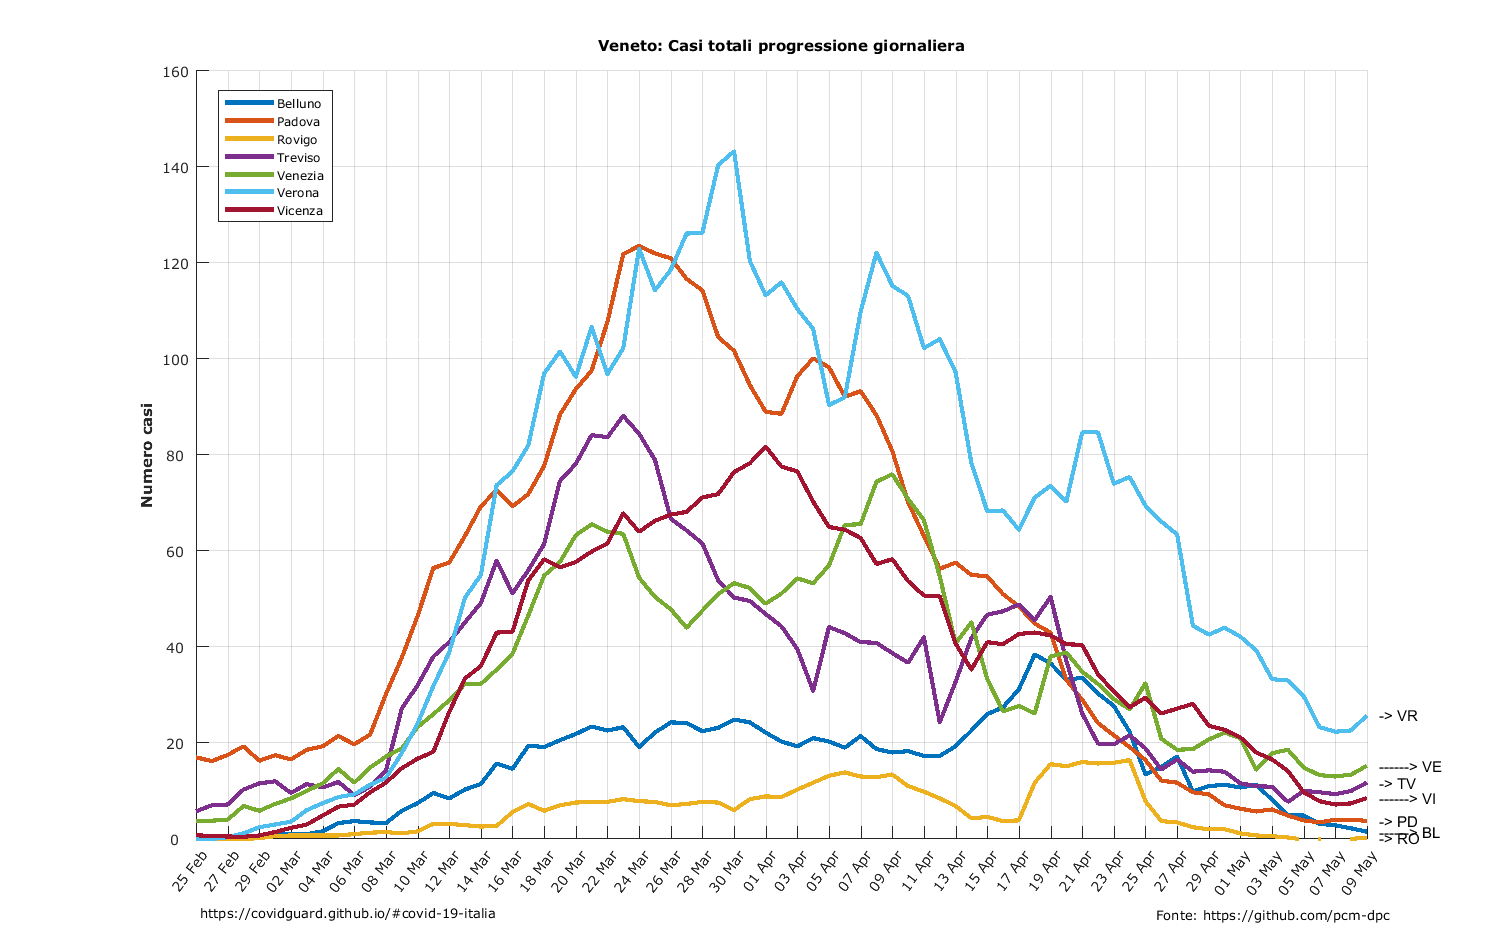 Veneto: Casi totali progressione giornaliera
160
140
120
100
80
60
40
20
0
Numero casi
Belluno
Padova
Rovigo
Treviso
Venezia
Verona
Vicenza
-> VR
------> VE
-> TV
------> VI
-> PD
------> BL
-> RO
25 Feb
27 Feb
29 Feb
02 Mar
04 Mar
06 Mar
08 Mar
10 Mar
12 Mar
14 Mar
16 Mar
18 Mar
20 Mar
22 Mar
24 Mar
26 Mar
28 Mar
30 Mar
01 Apr
03 Apr
05 Apr
07 Apr
09 Apr
11 Apr
13 Apr
15 Apr
17 Apr
19 Apr
21 Apr
23 Apr
25 Apr
27 Apr
29 Apr
01 May
03 May
05 May
07 May
09 May
https://covidguard.github.io/#covid-19-italia
Fonte: https://github.com/pcm-dpc